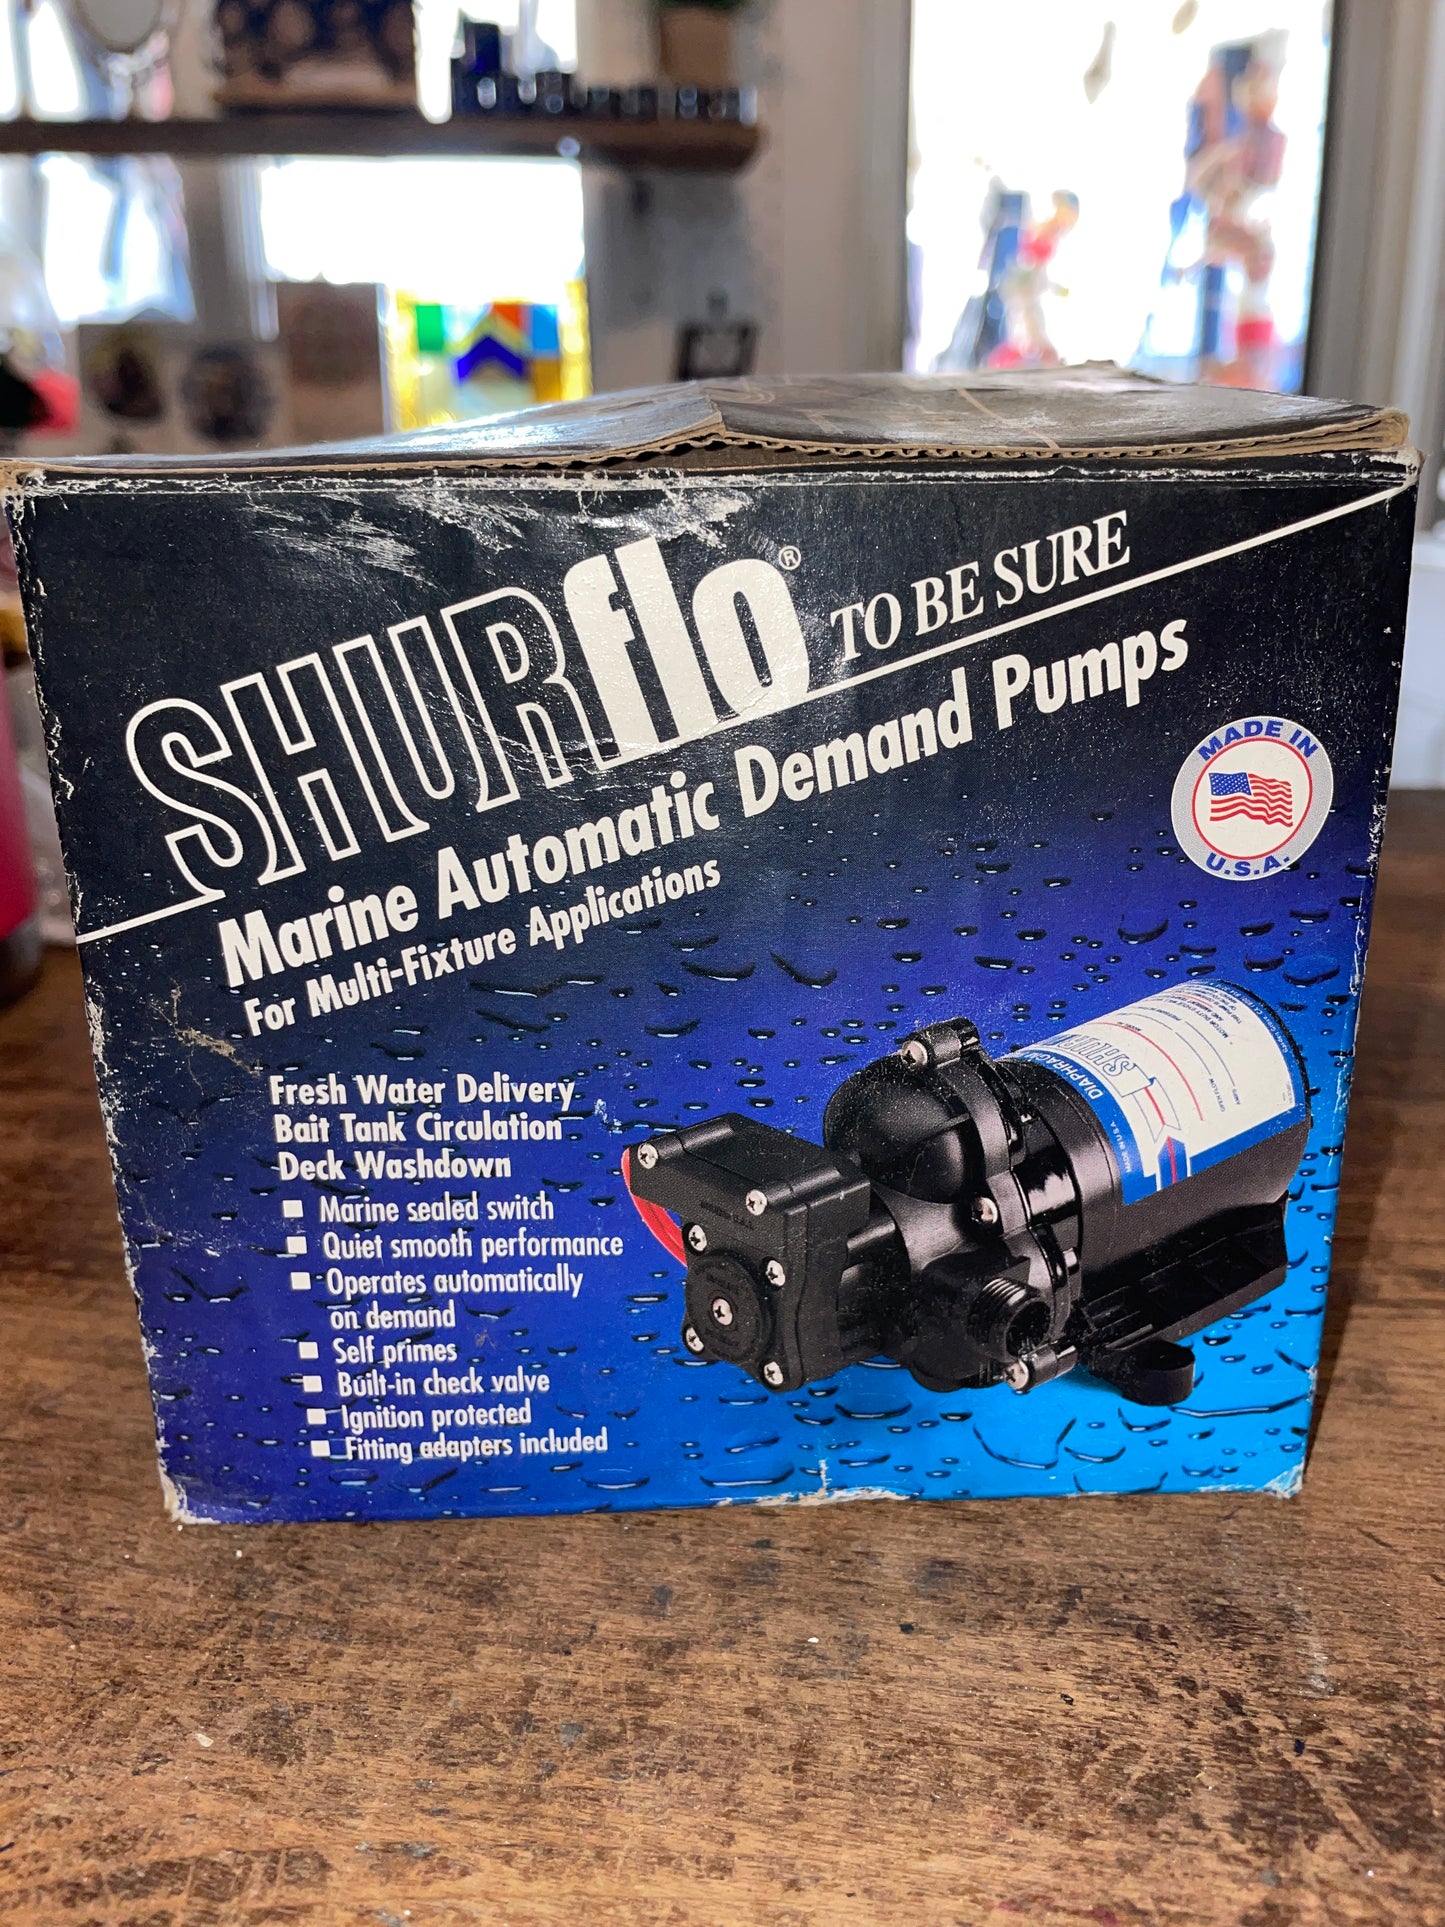 SHURflo® TO BE SURE
Marine Automatic Demand Pumps
For Multi-Fixture Applications
MADE IN
U.S.A.
Fresh Water Delivery
Bait Tank Circulation
Deck Washdown
■ Marine sealed switch
■ Quiet smooth performance
■ Operates automatically
on demand
■ Self primes
■ Built-in check valve
■ Ignition protected
■ Fitting adapters included